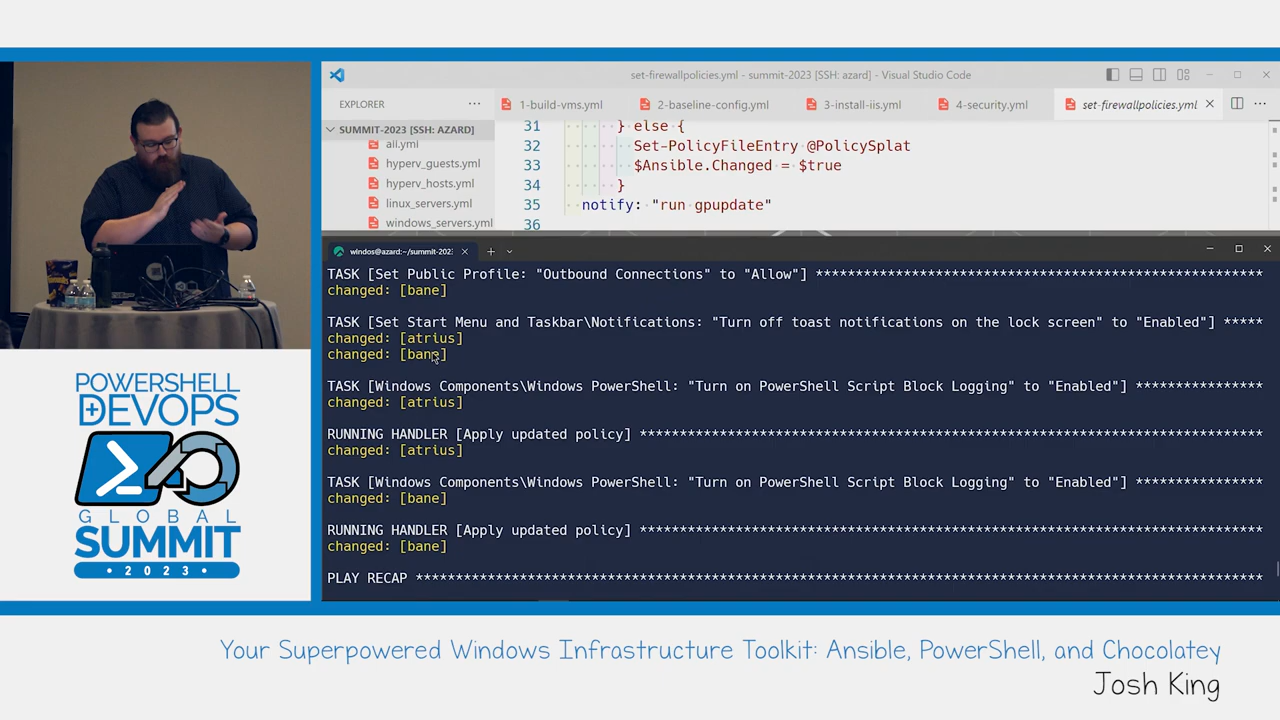 set-firewallpolicies.yml - summit-2023 [SSH: azard] - Visual Studio Code
EXPLORER
1-build-vms.yml
2-baseline-config.yml
3-install-iis.yml
4-security.yml
set-firewallpolicies.yml
SUMMIT-2023 [SSH: AZARD]
all.yml
hyperv_guests.yml
hyperv_hosts.yml
linux_servers.yml
windows_servers.yml
31 } else {
32 Set-PolicyFileEntry @PolicySplat
33 $Ansible.Changed = $true
34 }
35 notify: "run gpupdate"
36
windos@azard:~/summit-2023
TASK [Set Public Profile: "Outbound Connections" to "Allow"] ********************************************************
changed: [bane]
TASK [Set Start Menu and Taskbar\Notifications: "Turn off toast notifications on the lock screen" to "Enabled"] *****
changed: [atrius]
changed: [bane]
TASK [Windows Components\Windows PowerShell: "Turn on PowerShell Script Block Logging" to "Enabled"] ****************
changed: [atrius]
RUNNING HANDLER [Apply updated policy] ******************************************************************************
changed: [atrius]
TASK [Windows Components\Windows PowerShell: "Turn on PowerShell Script Block Logging" to "Enabled"] ****************
changed: [bane]
RUNNING HANDLER [Apply updated policy] ******************************************************************************
changed: [bane]
PLAY RECAP **********************************************************************************************************
POWERSHELL
+ DEVOPS
GLOBAL
SUMMIT
• 2023 •
Your Superpowered Windows Infrastructure Toolkit: Ansible, PowerShell, and Chocolatey
Josh King